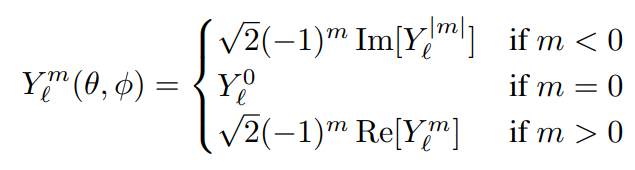 √2(−1)^m Im[Y_ℓ^{|m|}] if m < 0
Y_ℓ^m(θ, ϕ) = { Y_ℓ^0 if m = 0
√2(−1)^m Re[Y_ℓ^m] if m > 0